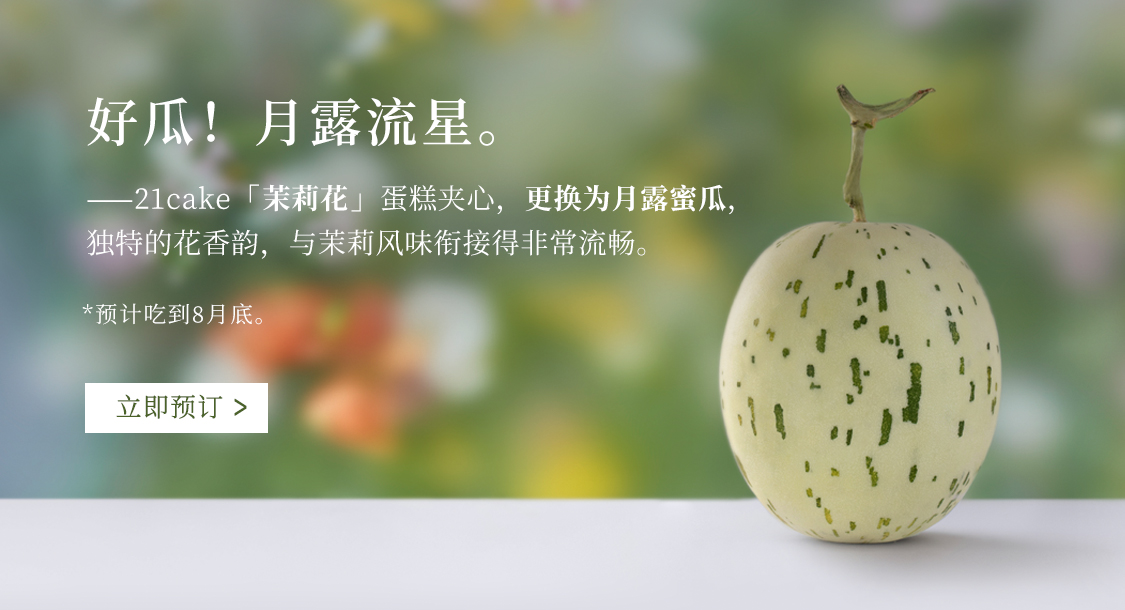 好瓜！月露流星。
——21cake「茉莉花」蛋糕夹心，更换为月露蜜瓜，
独特的花香韵，与茉莉风味衔接得非常流畅。
*预计吃到8月底。
立即预订 >